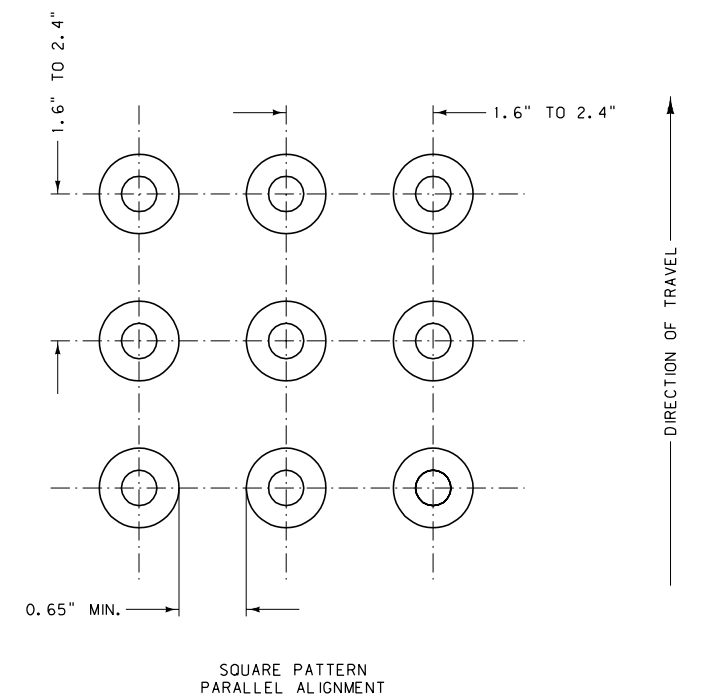 1.6" TO 2.4"
1.6" TO 2.4"
DIRECTION OF TRAVEL
0.65" MIN.
SQUARE PATTERN
PARALLEL ALIGNMENT